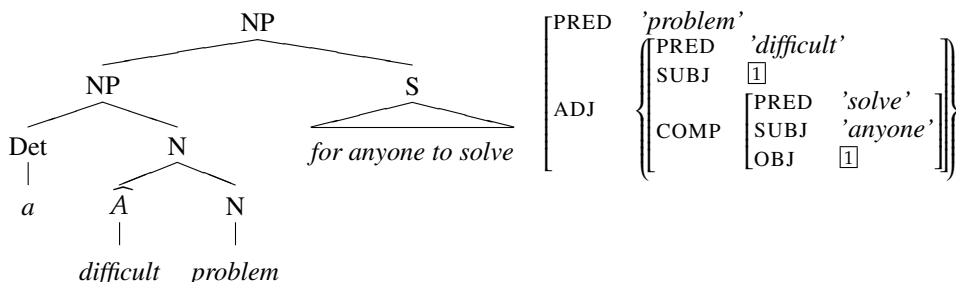 NP
NP S
Det N for anyone to solve
a Â N
difficult problem
PRED 'problem'
ADJ
PRED 'difficult'
SUBJ 1
COMP
PRED 'solve'
SUBJ 'anyone'
OBJ 1